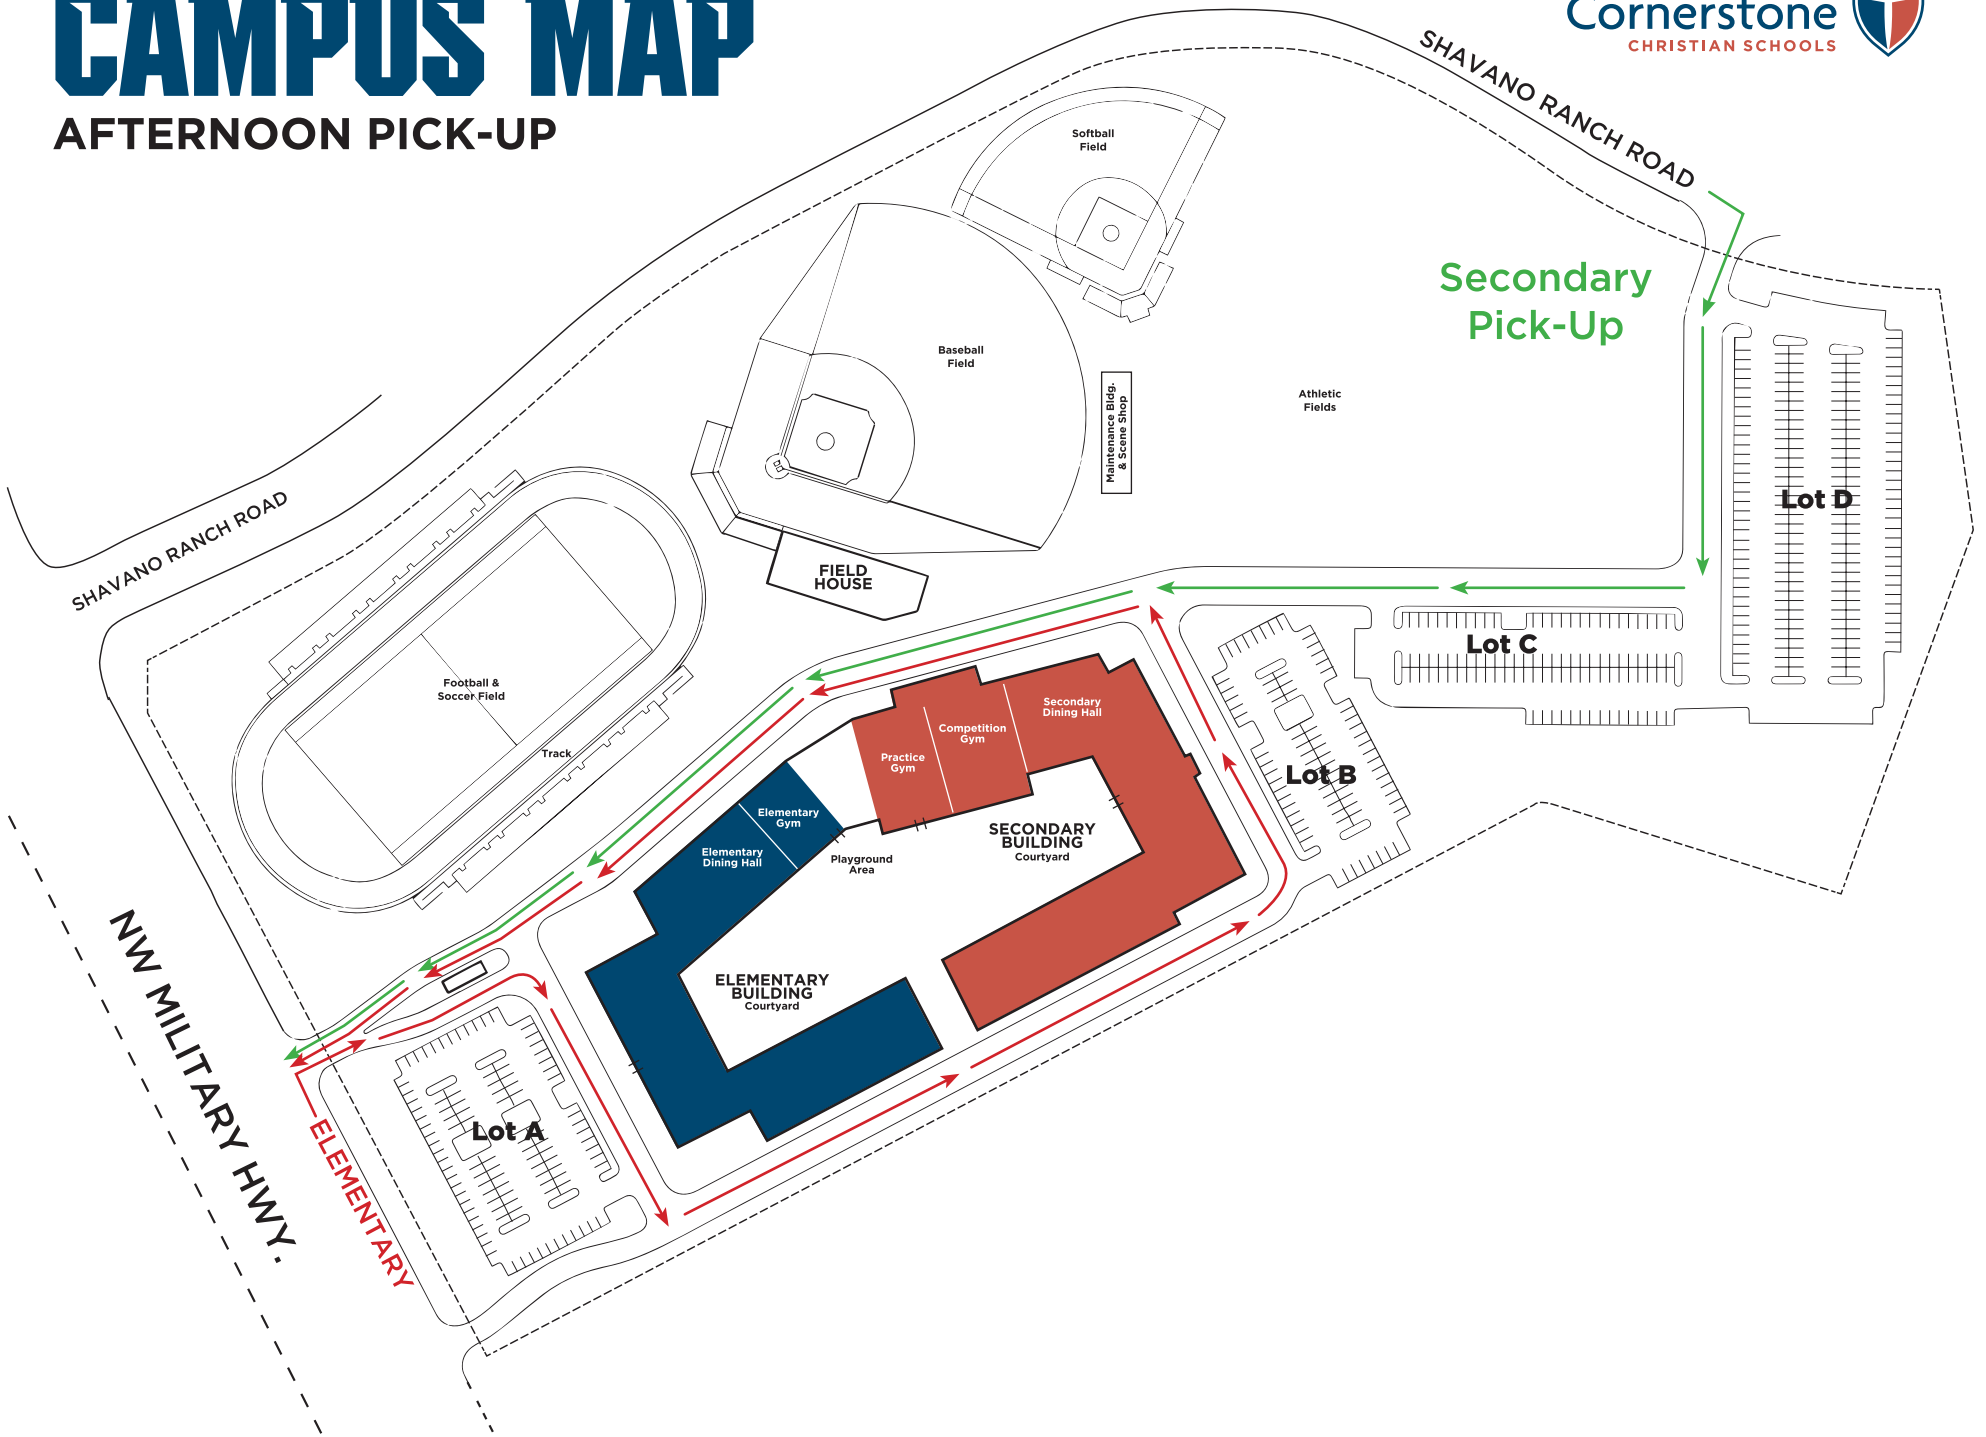 CAMPUS MAP
AFTERNOON PICK-UP
Cornerstone
CHRISTIAN SCHOOLS
SHAVANO RANCH ROAD
Softball
Field
Secondary
Pick-Up
Baseball
Field
Maintenance Bldg.
& Scene Shop
Athletic
Fields
Lot D
SHAVANO RANCH ROAD
FIELD
HOUSE
Lot C
Football &
Soccer Field
Track
Secondary
Dining Hall
Competition
Gym
Practice
Gym
Lot B
Elementary
Gym
Elementary
Dining Hall
Playground
Area
SECONDARY
BUILDING
Courtyard
ELEMENTARY
BUILDING
Courtyard
NW MILITARY HWY.
Lot A
ELEMENTARY